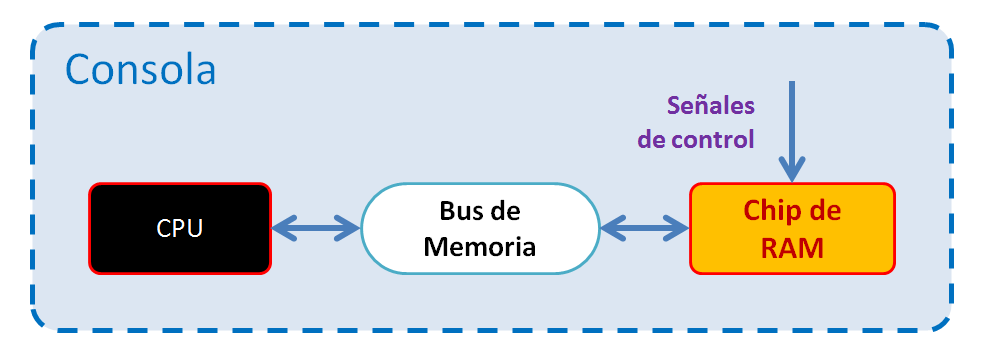 Consola
Señales
de control
CPU
Bus de
Memoria
Chip de
RAM